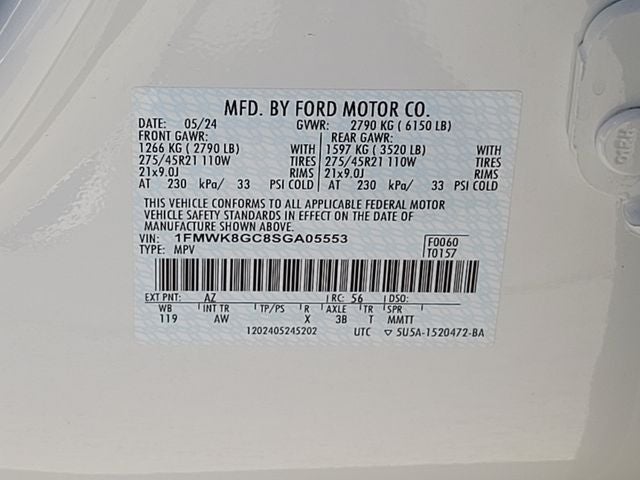 MFD. BY FORD MOTOR CO.
DATE: 05/24 GVWR: 2790 KG ( 6150 LB)
FRONT GAWR: REAR GAWR:
1266 KG ( 2790 LB) WITH 1597 KG ( 3520 LB) WITH
275/45R21 110W TIRES 275/45R21 110W TIRES
21x9.0J RIMS 21x9.0J RIMS
AT 230 kPa/ 33 PSI COLD AT 230 kPa/ 33 PSI COLD
THIS VEHICLE CONFORMS TO ALL APPLICABLE FEDERAL MOTOR
VEHICLE SAFETY STANDARDS IN EFFECT ON THE DATE OF
MANUFACTURE SHOWN ABOVE.
VIN: 1FMWK8GC8SGA05553 F0060
TYPE: MPV T0157
EXT PNT: AZ RC: 56 DSO:
WB INT TR TP/PS R AXLE TR SPR
119 AW X 3B T MMTT
1202405245202 UTC 5U5A-1520472-BA